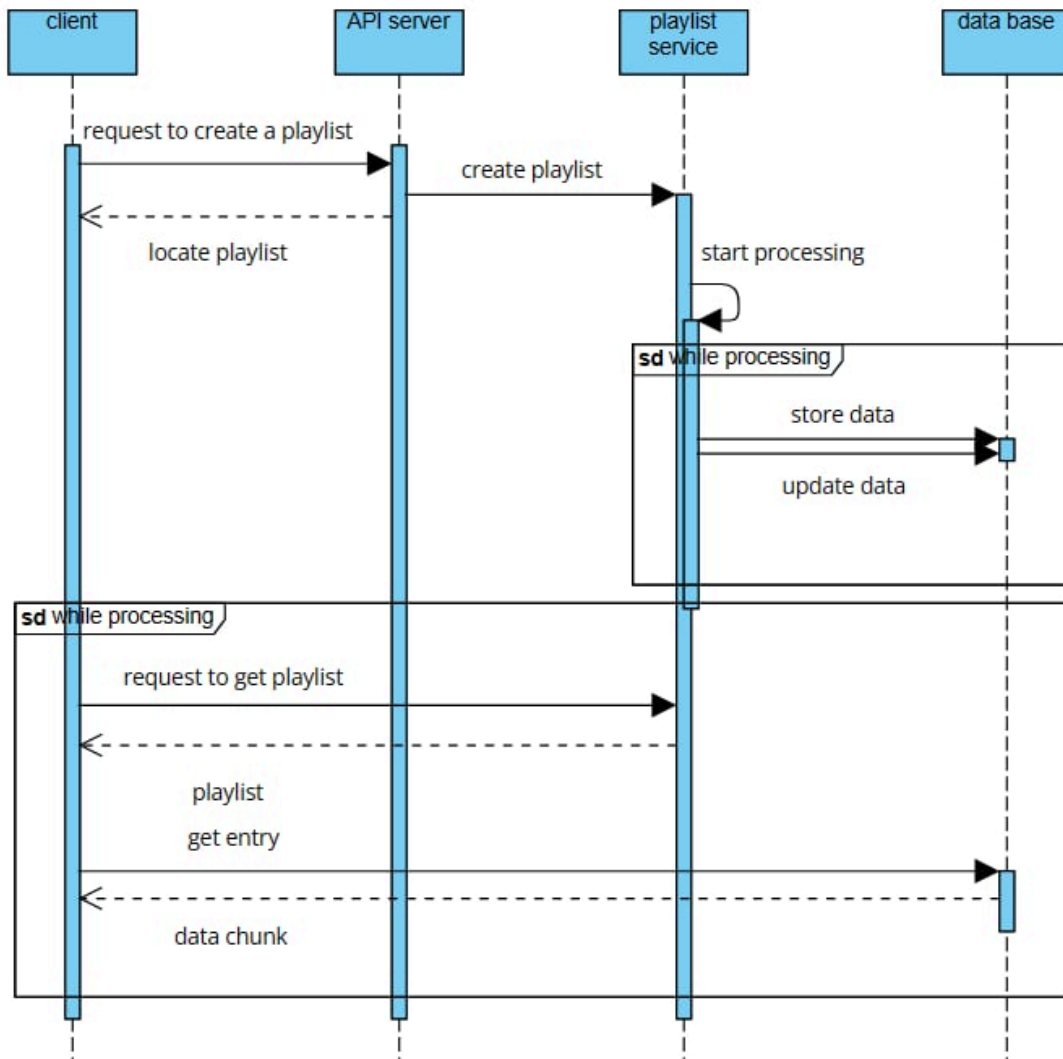 client
API server
playlist
service
data base
request to create a playlist
create playlist
locate playlist
start processing
sd while processing
store data
update data
sd while processing
request to get playlist
playlist
get entry
data chunk